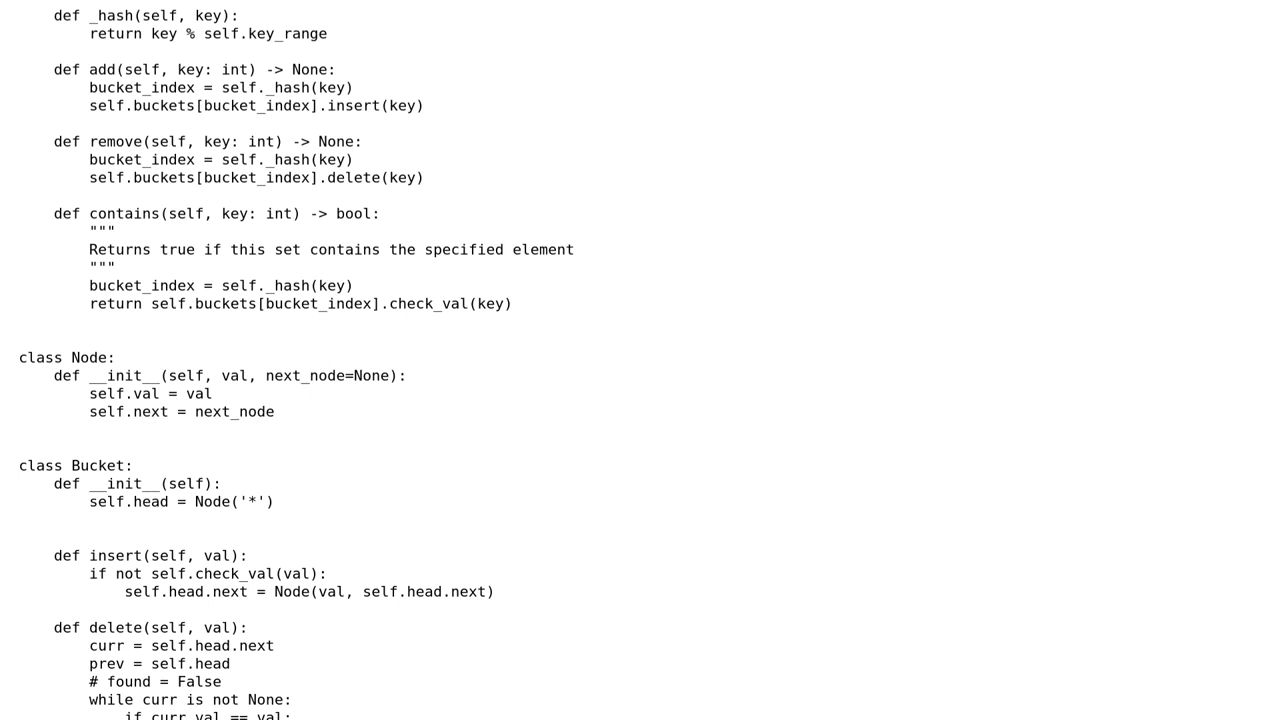 def _hash(self, key):
        return key % self.key_range

    def add(self, key: int) -> None:
        bucket_index = self._hash(key)
        self.buckets[bucket_index].insert(key)

    def remove(self, key: int) -> None:
        bucket_index = self._hash(key)
        self.buckets[bucket_index].delete(key)

    def contains(self, key: int) -> bool:
        """
        Returns true if this set contains the specified element
        """
        bucket_index = self._hash(key)
        return self.buckets[bucket_index].check_val(key)


class Node:
    def __init__(self, val, next_node=None):
        self.val = val
        self.next = next_node


class Bucket:
    def __init__(self):
        self.head = Node('*')


    def insert(self, val):
        if not self.check_val(val):
            self.head.next = Node(val, self.head.next)

    def delete(self, val):
        curr = self.head.next
        prev = self.head
        # found = False
        while curr is not None:
            if curr.val == val: